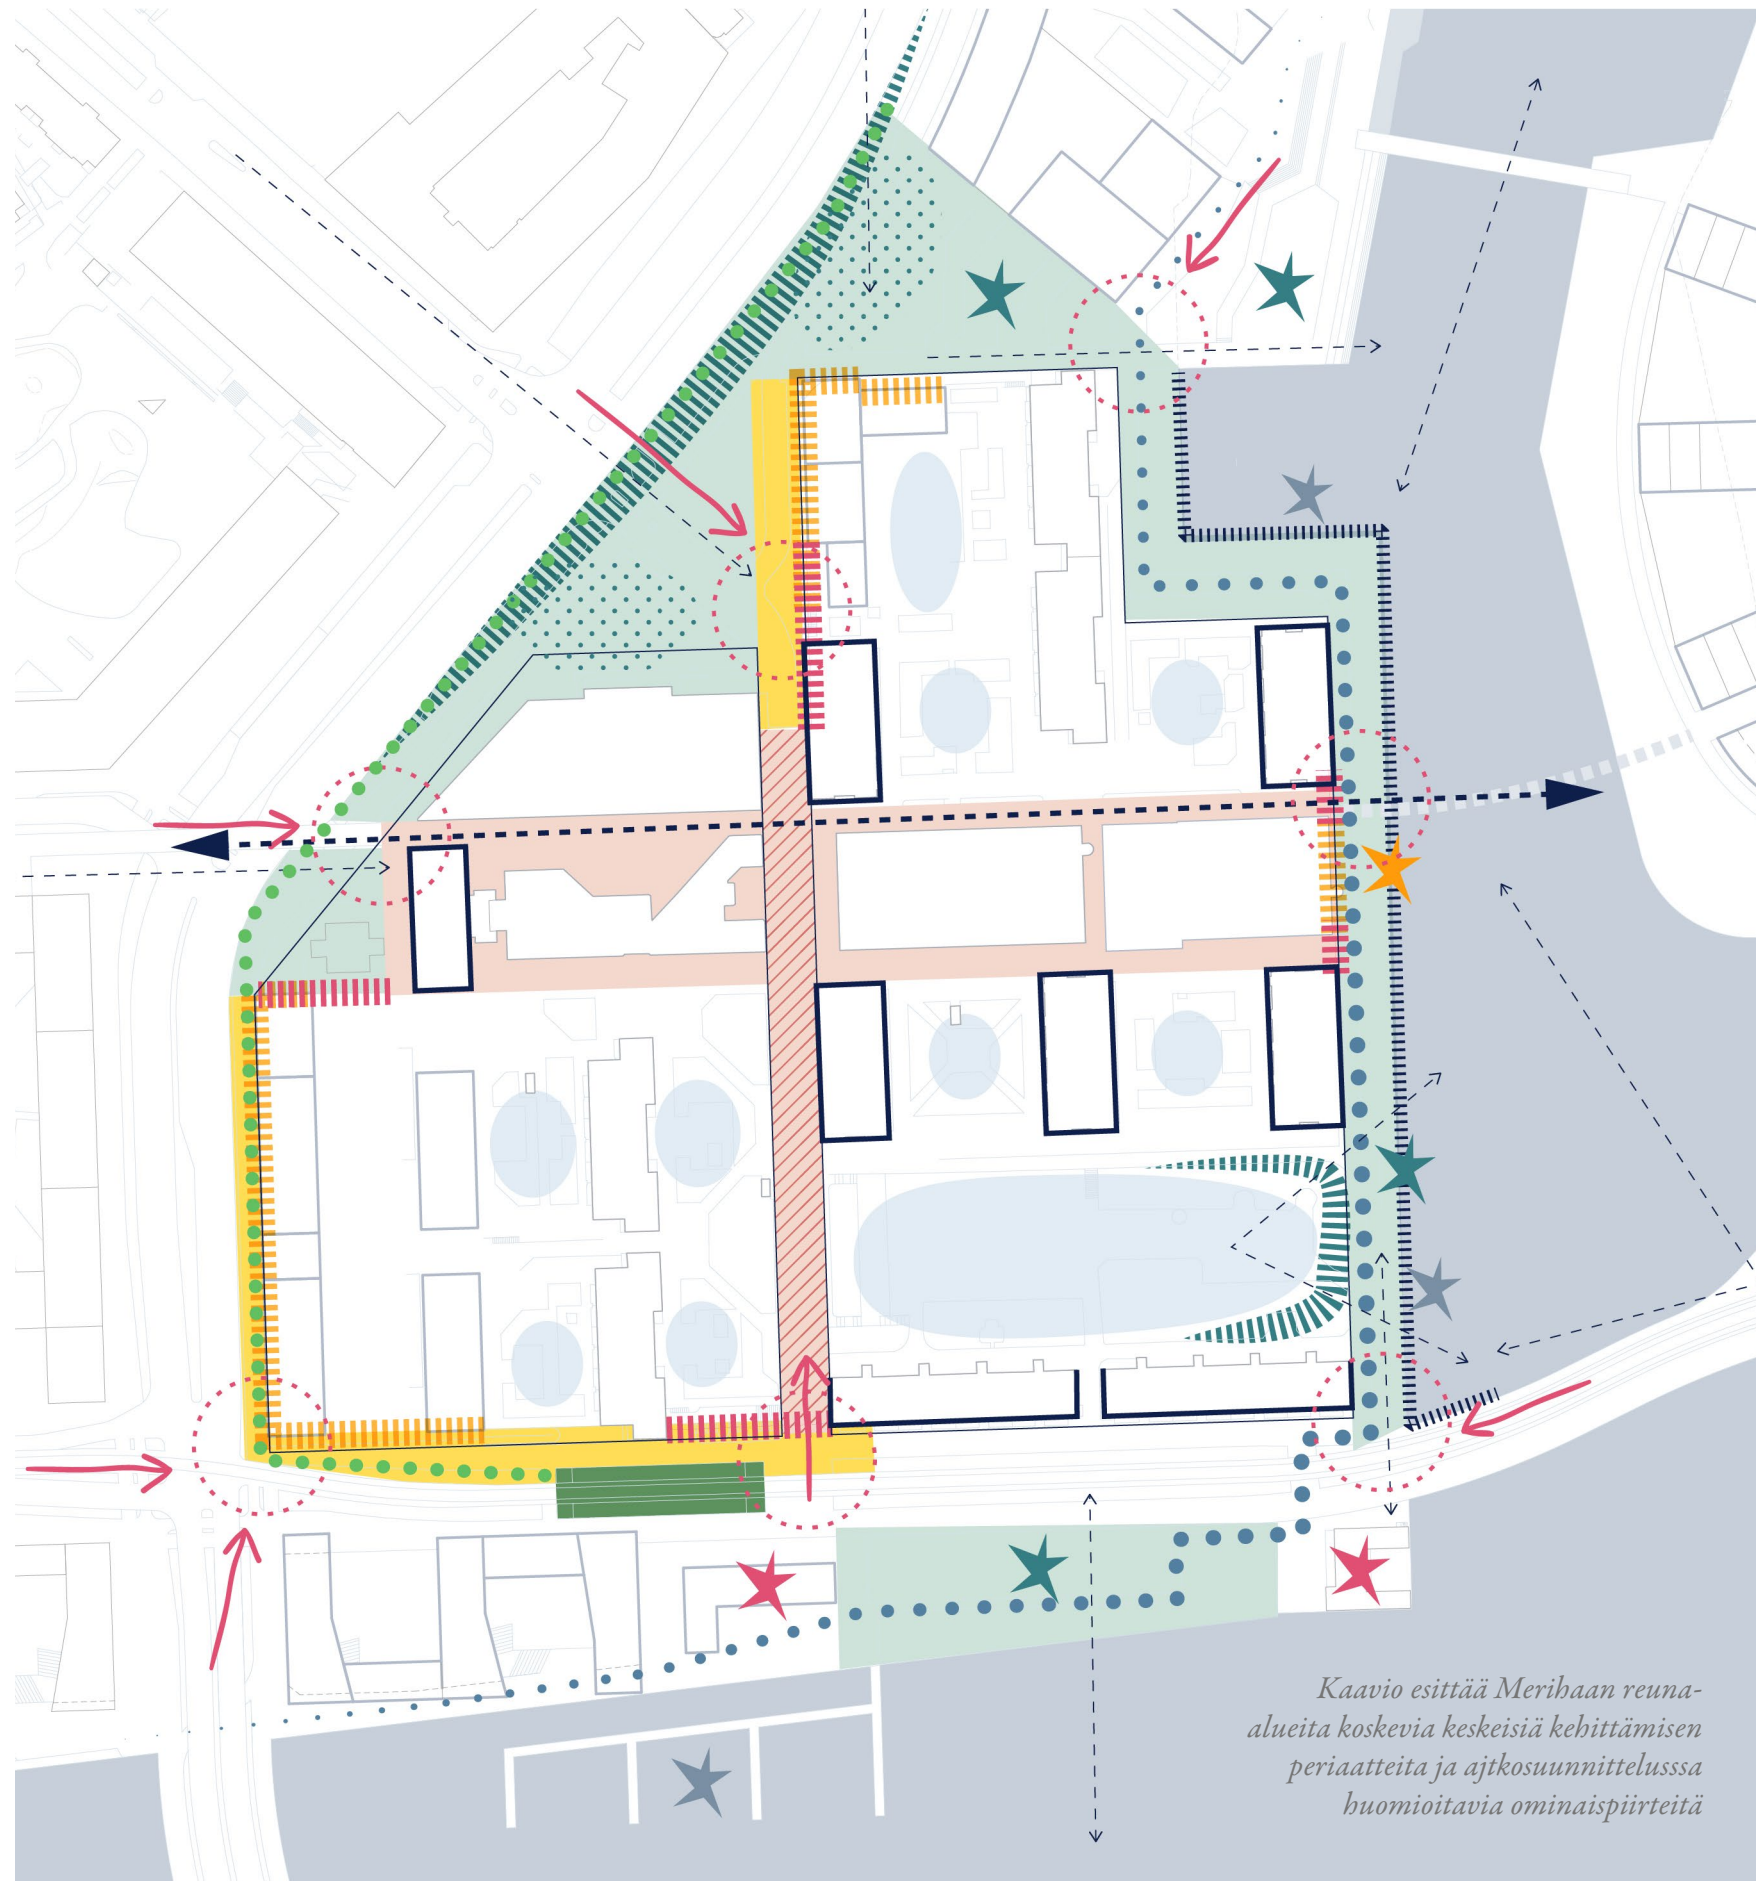 Kaavio esittää Merihaan reuna-
alueita koskevia keskeisiä kehittämisen
periaatteita ja ajtkosuunnittelusssa
huomioitavia ominaispiirteitä